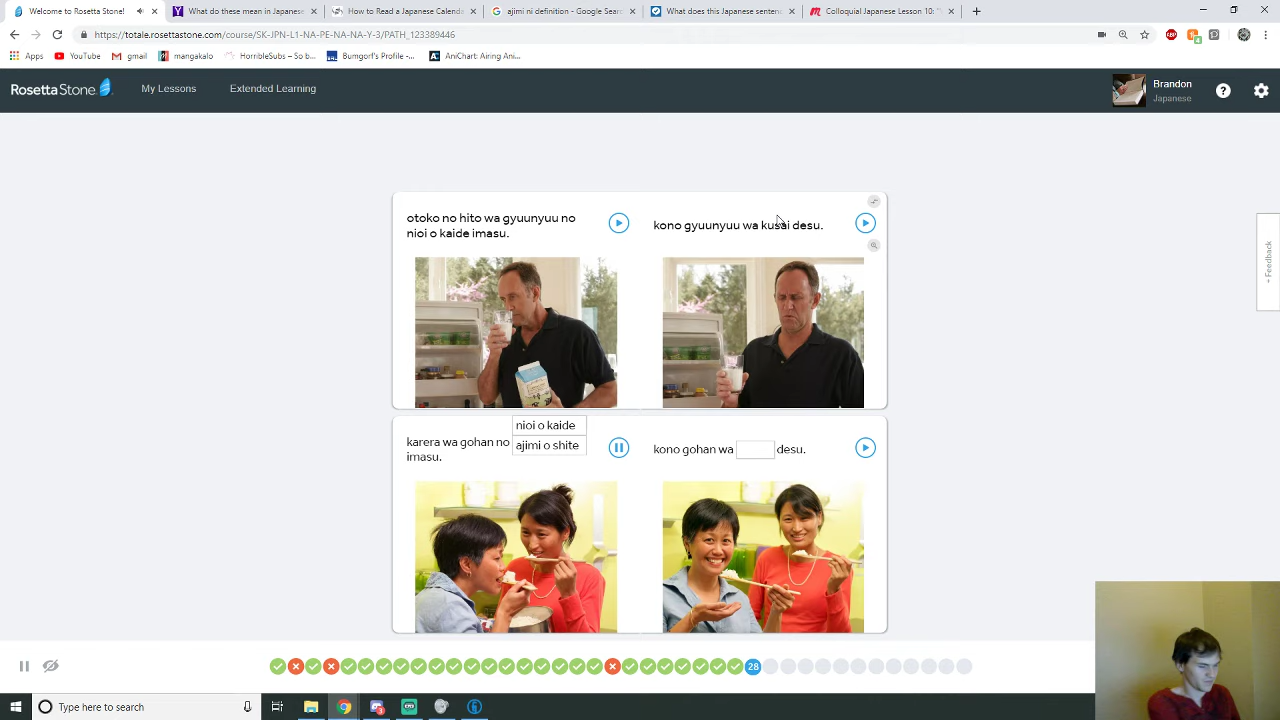 Welcome to Rosetta Stone!
What do these mean in Japanese
How to Read a Japanese Calenda
ajimi ni definition - Google Searc
What does this Japanese senten
Colloquial Japanese Lesson 10: "
https://totale.rosettastone.com/course/SK-JPN-L1-NA-PE-NA-NA-Y-3/PATH_123389446
Apps
YouTube
gmail
mangakalo
HorribleSubs – So b...
Bumgorf's Profile -...
AniChart: Airing Ani...
RosettaStone
My Lessons
Extended Learning
Brandon
Japanese
otoko no hito wa gyuunyuu no
nioi o kaide imasu.
kono gyuunyuu wa kusai desu.
+ Feedback
karera wa gohan no
nioi o kaide
ajimi o shite
imasu.
kono gohan wa desu.
28
Type here to search